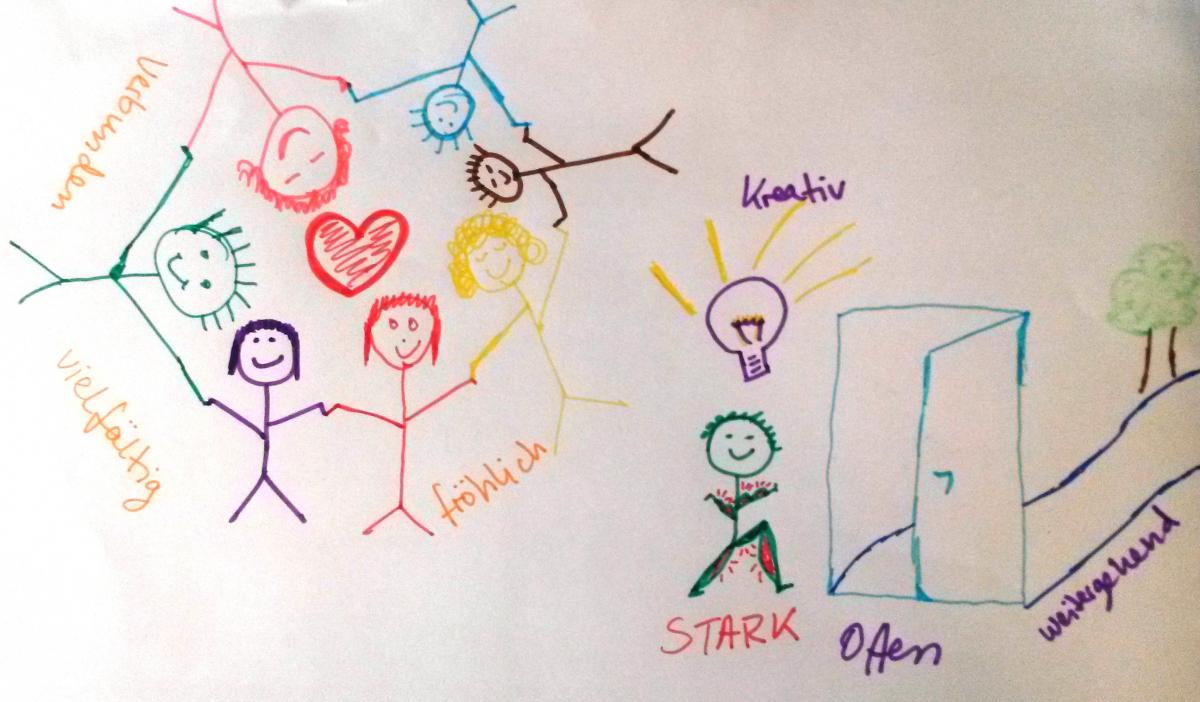 verbunden
vielfältig
fröhlich
Kreativ
STARK
Offen
weitergehend